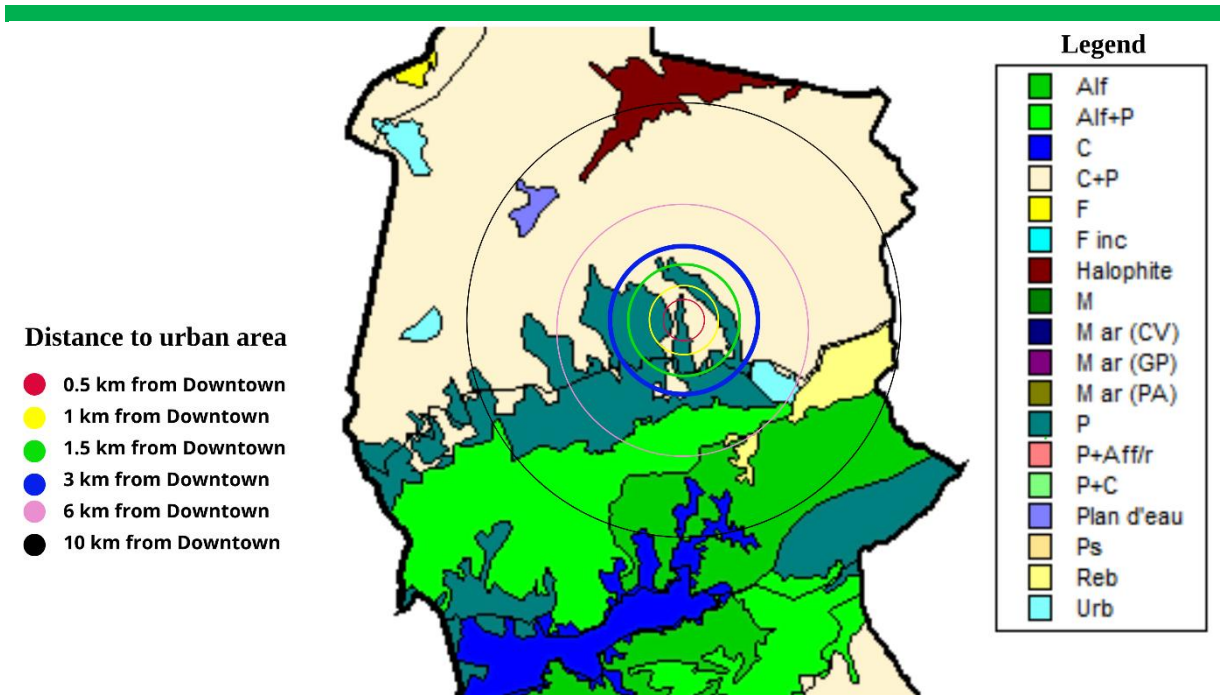 Legend
Alf
Alf+P
C
C+P
F
F inc
Halophite
M
M ar (CV)
M ar (GP)
M ar (PA)
P
P+Aff/r
P+C
Plan d'eau
Ps
Reb
Urb
Distance to urban area
0.5 km from Downtown
1 km from Downtown
1.5 km from Downtown
3 km from Downtown
6 km from Downtown
10 km from Downtown